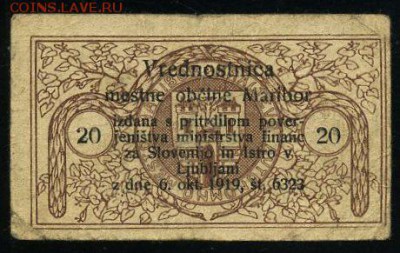 COINS.LAVE.RU
Vrednostnica
mestne občine Maribor
izdana s pritrdilom pover-
jeništva ministrstva financ
za Slovenijo in Istro v
Ljubljani
z dne 6. okt. 1919, št. 6323
20
20